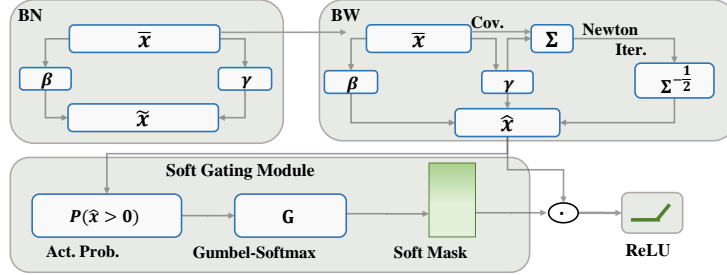 BN
x̄
β
γ
x̃
BW
x̄
Cov.
Σ
Newton
Iter.
β
γ
Σ^{-1/2}
x̂
Soft Gating Module
P(x̂ > 0)
G
Act. Prob.
Gumbel-Softmax
Soft Mask
ReLU